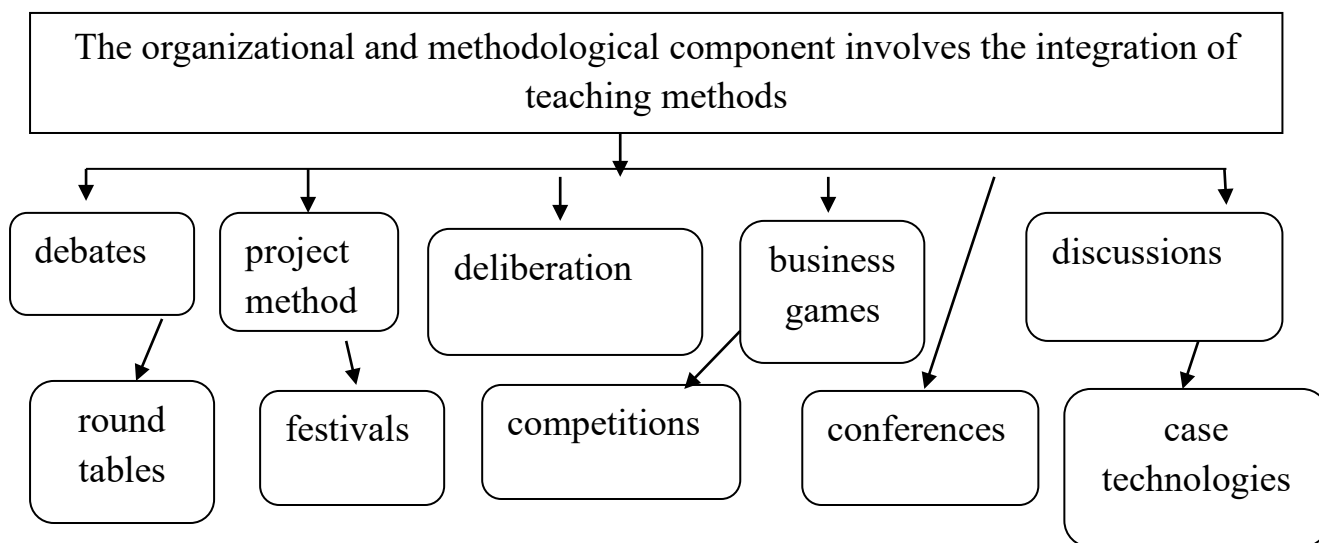 The organizational and methodological component involves the integration of
teaching methods
debates
project
method
deliberation
business
games
discussions
round
tables
festivals
competitions
conferences
case
technologies